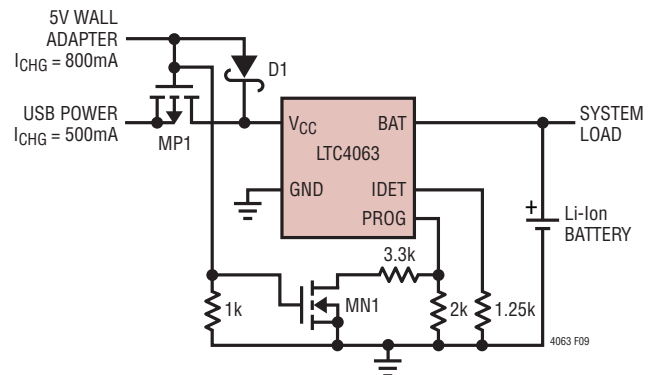 5V WALL
ADAPTER
ICHG = 800mA
D1
USB POWER
ICHG = 500mA
MP1
VCC
BAT
SYSTEM
LOAD
LTC4063
GND
IDET
PROG
+
Li-Ion
BATTERY
3.3k
1k
MN1
2k
1.25k
4063 F09